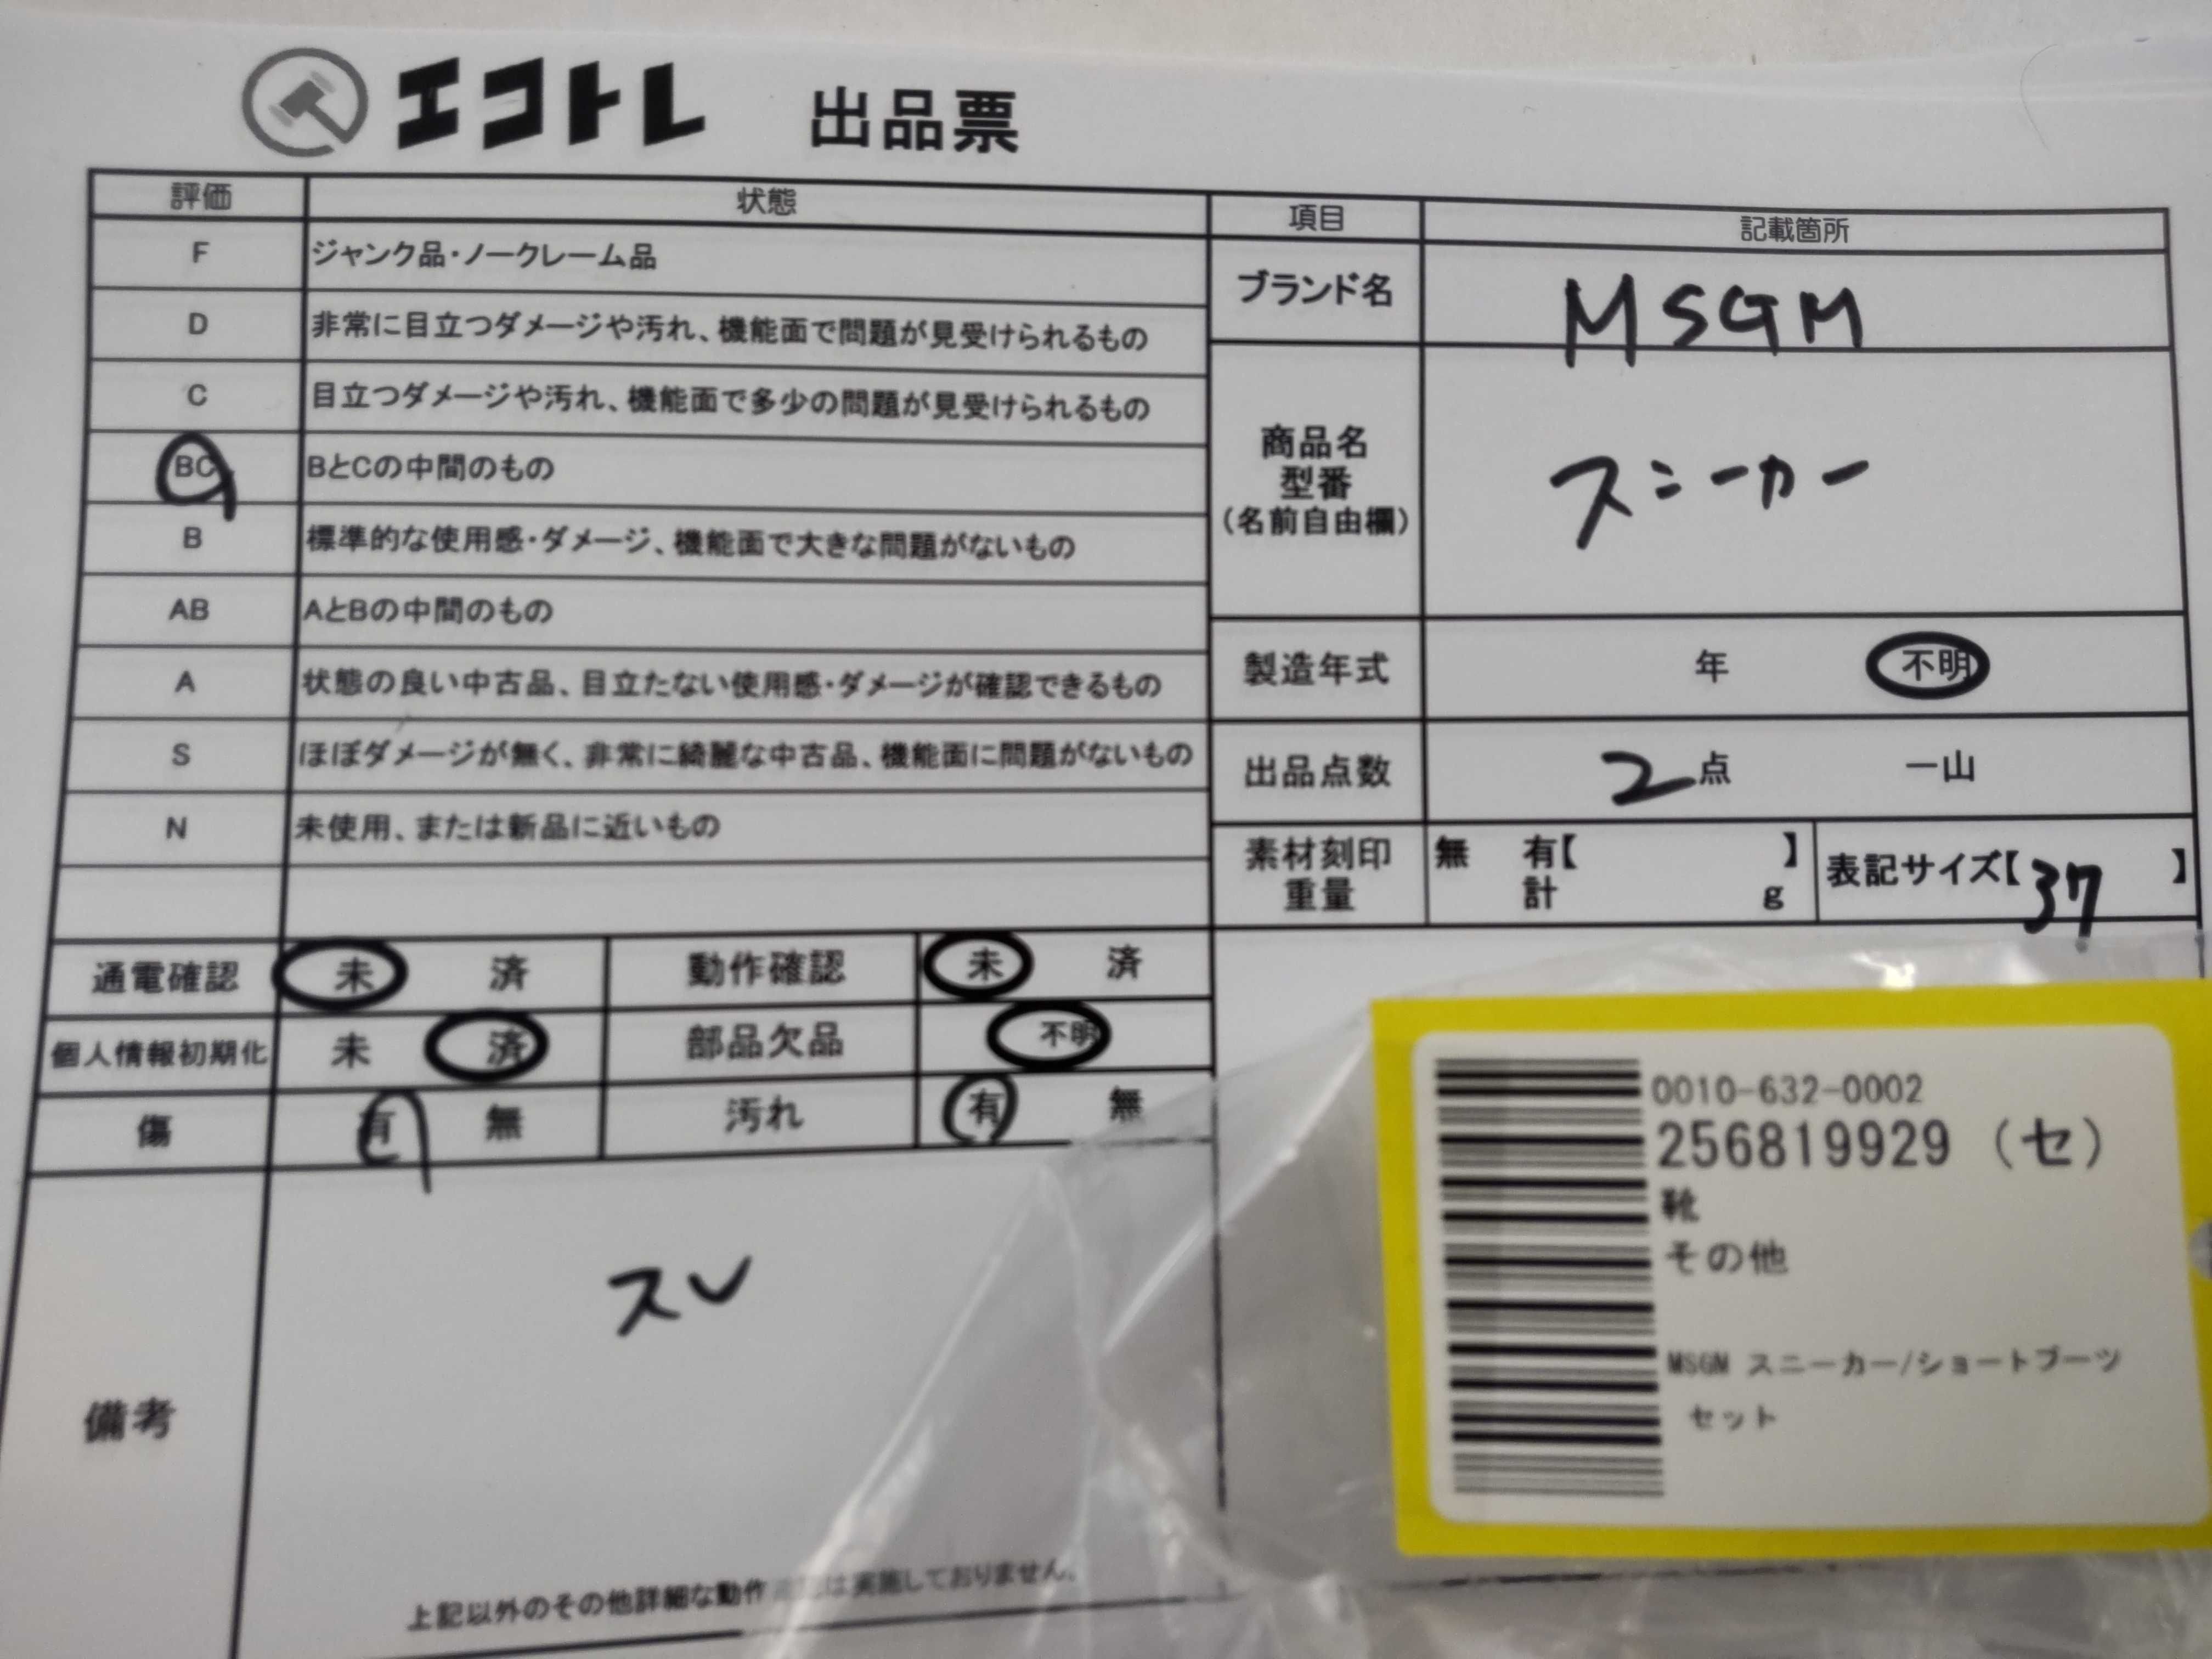 エコトレ 出品票
評価 状態
F ジャンク品・ノークレーム品
D 非常に目立つダメージや汚れ、機能面で問題が見受けられるもの
C 目立つダメージや汚れ、機能面で多少の問題が見受けられるもの
BC BとCの中間のもの
B 標準的な使用感・ダメージ、機能面で大きな問題がないもの
AB AとBの中間のもの
A 状態の良い中古品、目立たない使用感・ダメージが確認できるもの
S ほぼダメージが無く、非常に綺麗な中古品、機能面に問題がないもの
N 未使用、または新品に近いもの
通電確認 未 済 動作確認 未 済
個人情報初期化 未 済 部品欠品 不明
傷 有 無 汚れ 有 無
備考
スレ
上記以外のその他詳細な動作 は実施しておりません。
項目 記載箇所
ブランド名 MSGM
商品名
型番
(名前自由欄)
スニーカー
製造年式 年 不明
出品点数 2点 一山
素材刻印 無 有【 】
重量 計 g
表記サイズ【37 】
0010-632-0002
256819929 (セ)
靴
その他
MSGM スニーカー/ショートブーツ
セット